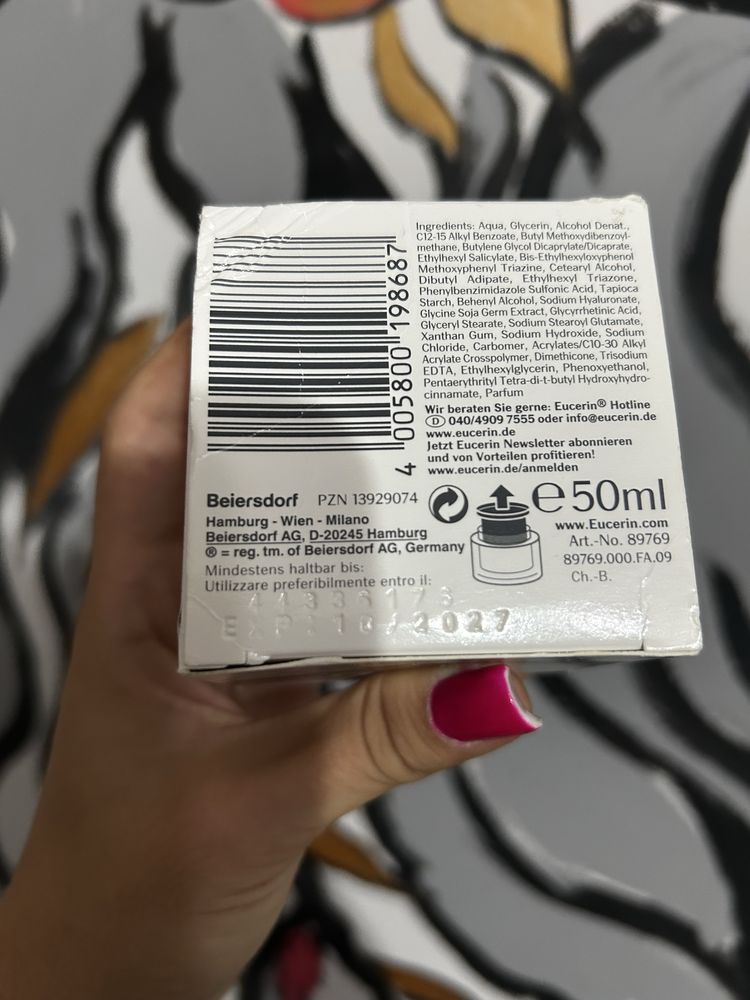 Ingredients: Aqua, Glycerin, Alcohol Denat.,
C12-15 Alkyl Benzoate, Butyl Methoxydibenzoyl-
methane, Butylene Glycol Dicaprylate/Dicaprate,
Ethylhexyl Salicylate, Bis-Ethylhexyloxyphenol
Methoxyphenyl Triazine, Cetearyl Alcohol,
Dibutyl Adipate, Ethylhexyl Triazone,
Phenylbenzimidazole Sulfonic Acid, Tapioca
Starch, Behenyl Alcohol, Sodium Hyaluronate,
Glycine Soja Germ Extract, Glycyrrhetinic Acid,
Glyceryl Stearate, Sodium Stearoyl Glutamate,
Xanthan Gum, Sodium Hydroxide, Sodium
Chloride, Carbomer, Acrylates/C10-30 Alkyl
Acrylate Crosspolymer, Dimethicone, Trisodium
EDTA, Ethylhexylglycerin, Phenoxyethanol,
Pentaerythrityl Tetra-di-t-butyl Hydroxyhydro-
cinnamate, Parfum
Wir beraten Sie gerne: Eucerin® Hotline
D 040/4909 7555 oder info@eucerin.de
www.eucerin.de
Jetzt Eucerin Newsletter abonnieren
und von Vorteilen profitieren!
www.eucerin.de/anmelden
4 005800 198687
Beiersdorf PZN 13929074
Hamburg - Wien - Milano
Beiersdorf AG, D-20245 Hamburg
® = reg. tm. of Beiersdorf AG, Germany
Mindestens haltbar bis:
Utilizzare preferibilmente entro il:
44336173
EXP:10/2027
℮50ml
www.Eucerin.com
Art.-No. 89769
89769.000.FA.09
Ch.-B.